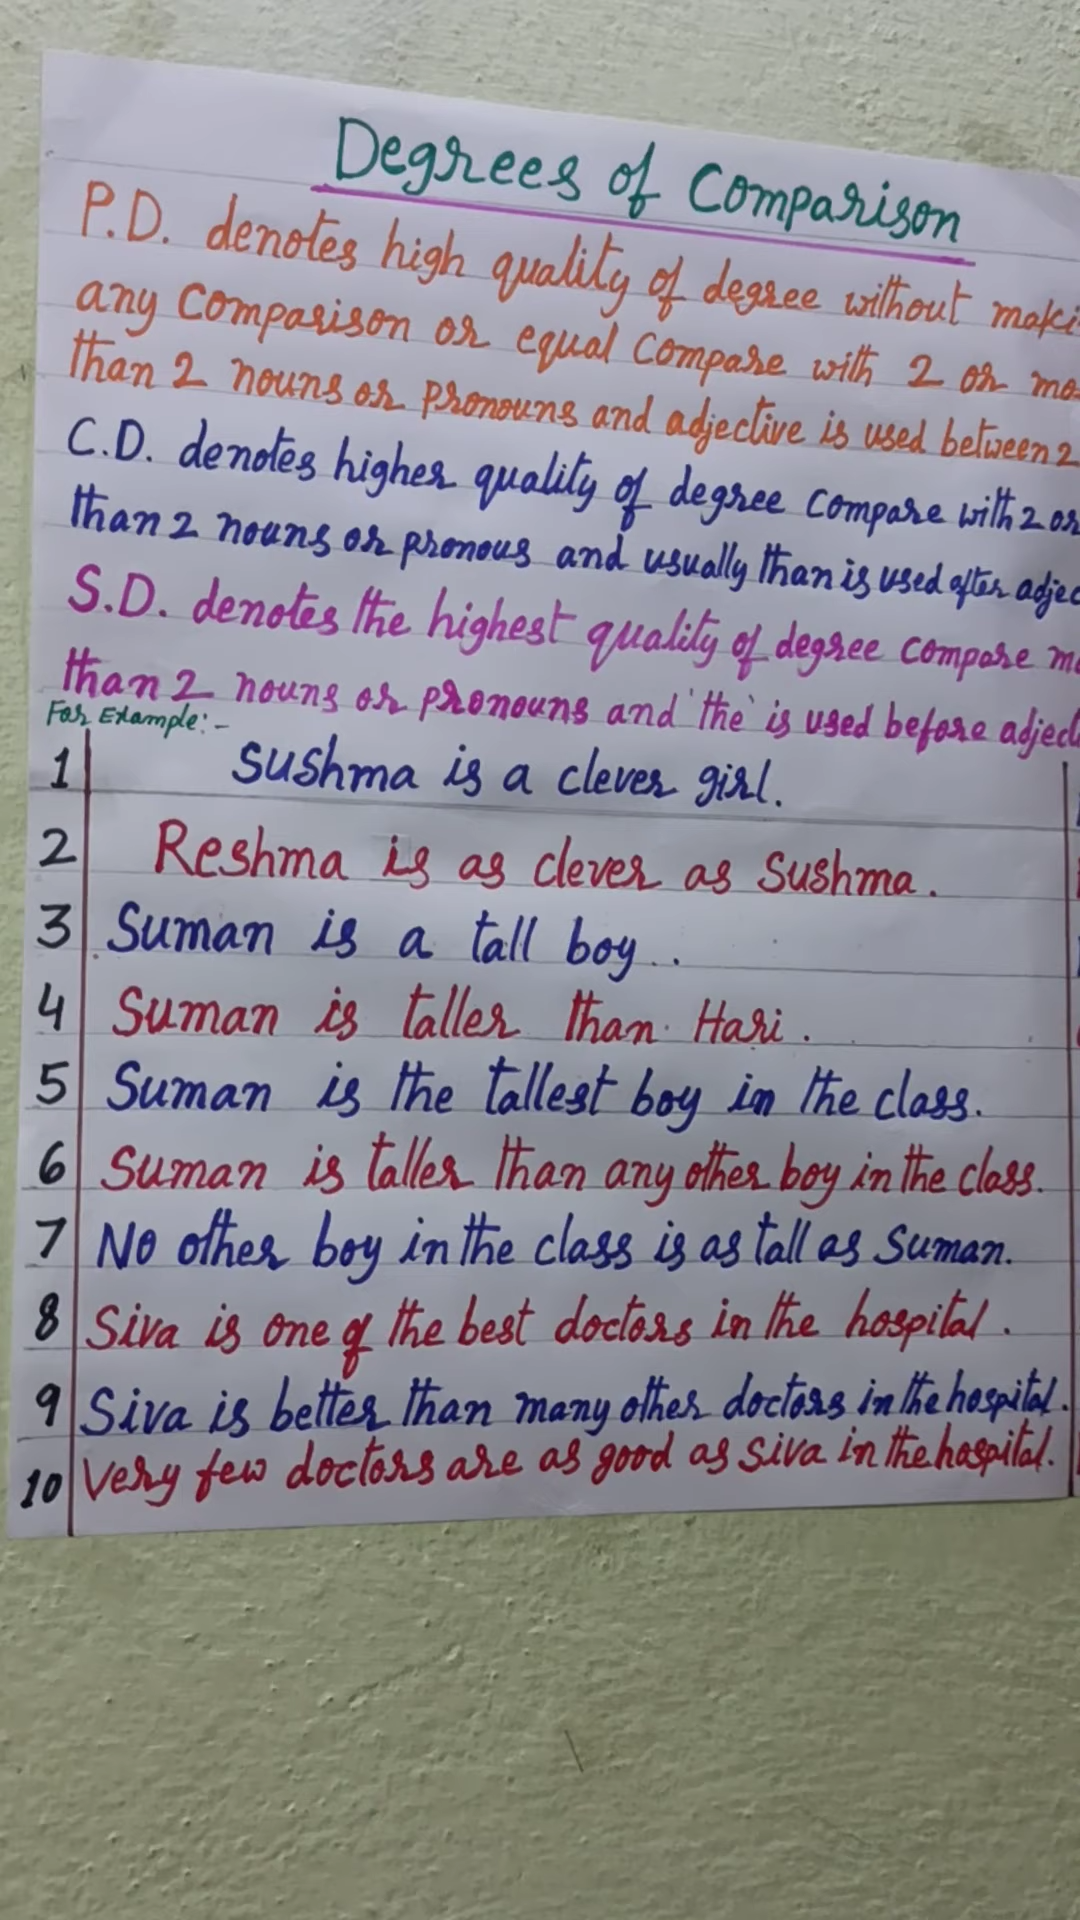 Degrees of Comparison
P.D. denotes high quality of degree without
any Comparison or equal Compare with 2 or
than 2 nouns or pronouns and adjective is used between 2
C.D. denotes higher quality of degree Compare with 2 or
than 2 nouns or pronous and usually than is used after
S.D. denotes the highest quality of degree Compare
than 2 nouns or pronouns and 'the' is used before
For Example:-
1 Sushma is a clever girl.
2 Reshma is as clever as Sushma.
3 Suman is a tall boy..
4 Suman is taller than Hari.
5 Suman is the tallest boy in the class.
6 Suman is taller than any other boy in the class.
7 No other boy in the class is as tall as Suman.
8 Siva is one of the best doctors in the hospital.
9 Siva is better than many other doctors in the hospital.
10 Very few doctors are as good as Siva in the hospital.